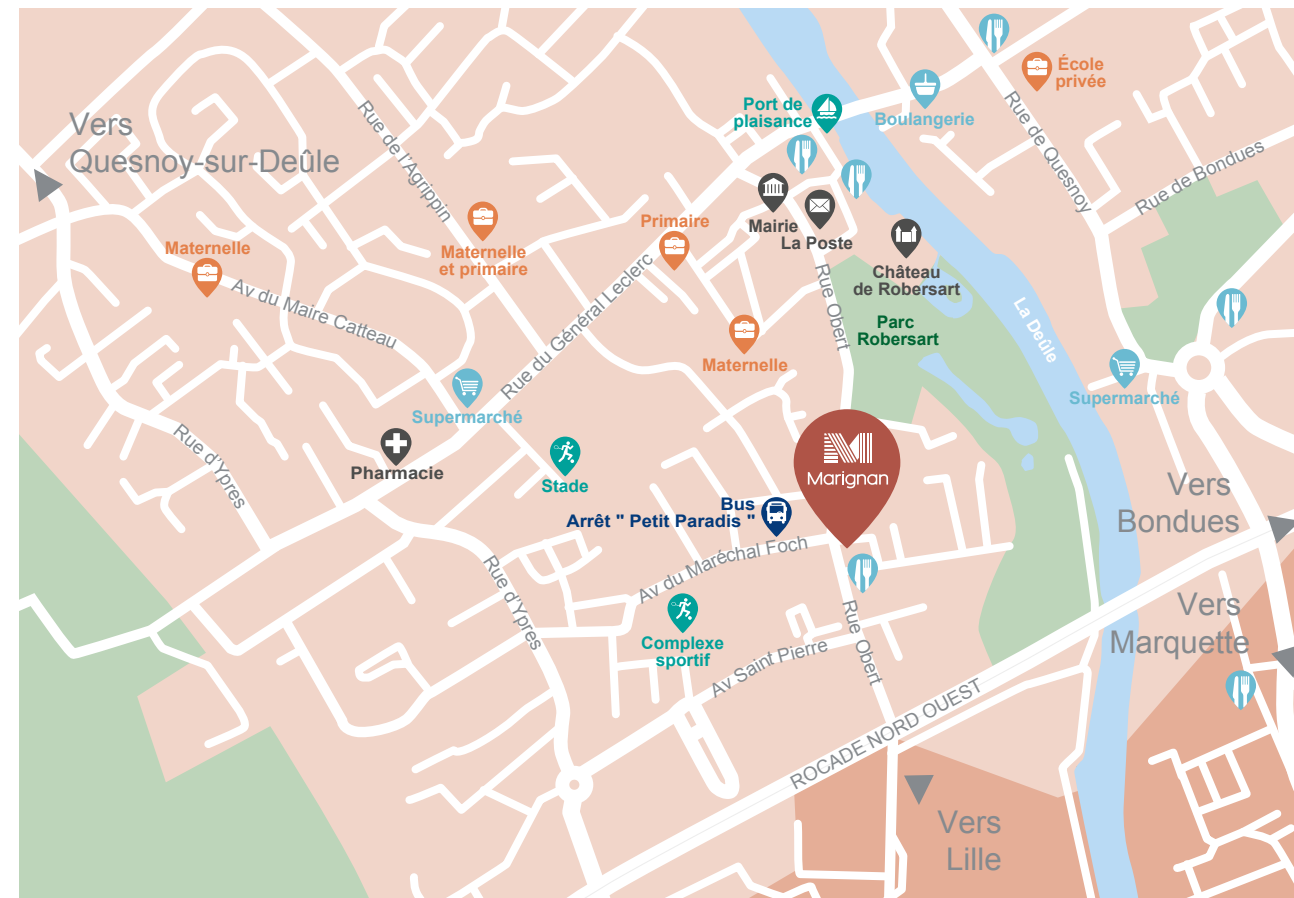 École
privée
Port de
plaisance
Boulangerie
Vers
Quesnoy-sur-Deûle
Rue de l'Agrippin
Rue de Quesnoy
Rue de Bondues
Maternelle
Maternelle
et primaire
Primaire
Mairie
La Poste
Château
de Robersart
Av du Maire Catteau
Rue du Général Leclerc
Rue Obert
Parc
Robersart
La Deûle
Maternelle
Supermarché
Supermarché
Rue d'Ypres
Pharmacie
Stade
Marignan
Bus
Arrêt " Petit Paradis "
Vers
Bondues
Av du Maréchal Foch
Rue d'Ypres
Complexe
sportif
Av Saint Pierre
Rue Obert
Vers
Marquette
ROCADE NORD OUEST
Vers
Lille